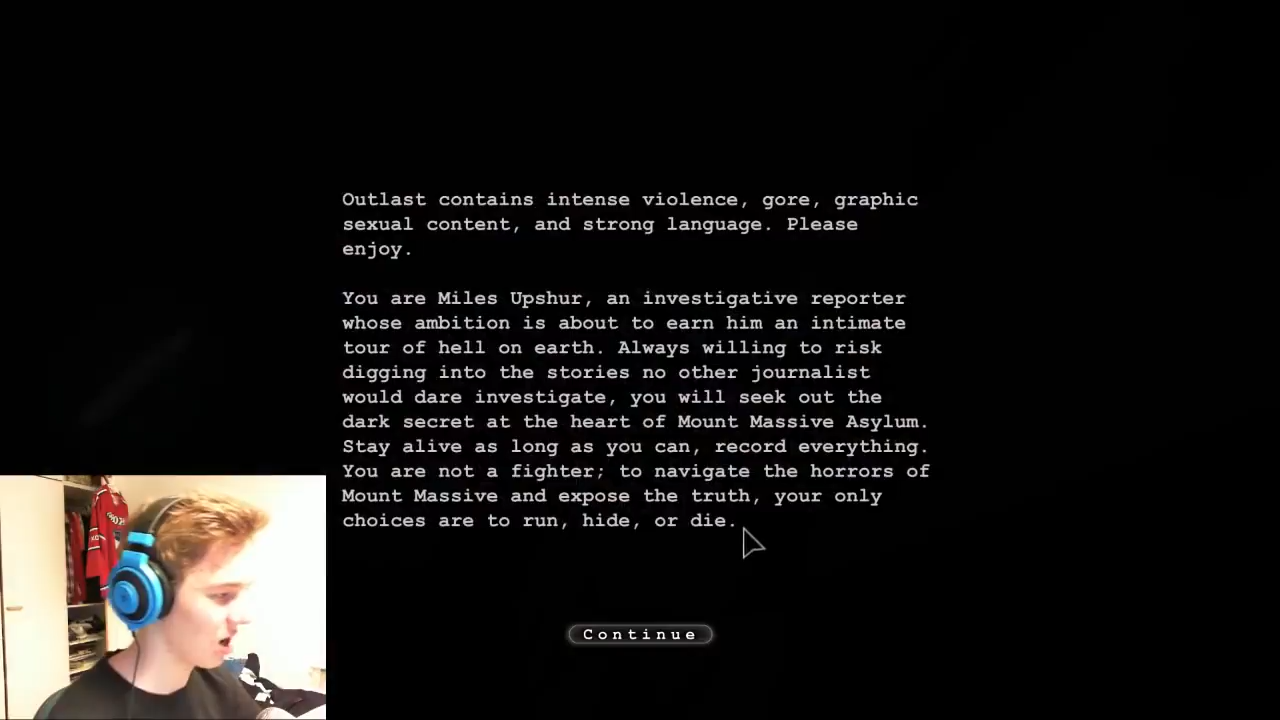 Outlast contains intense violence, gore, graphic
sexual content, and strong language. Please
enjoy.
You are Miles Upshur, an investigative reporter
whose ambition is about to earn him an intimate
tour of hell on earth. Always willing to risk
digging into the stories no other journalist
would dare investigate, you will seek out the
dark secret at the heart of Mount Massive Asylum.
Stay alive as long as you can, record everything.
You are not a fighter; to navigate the horrors of
Mount Massive and expose the truth, your only
choices are to run, hide, or die.
Continue